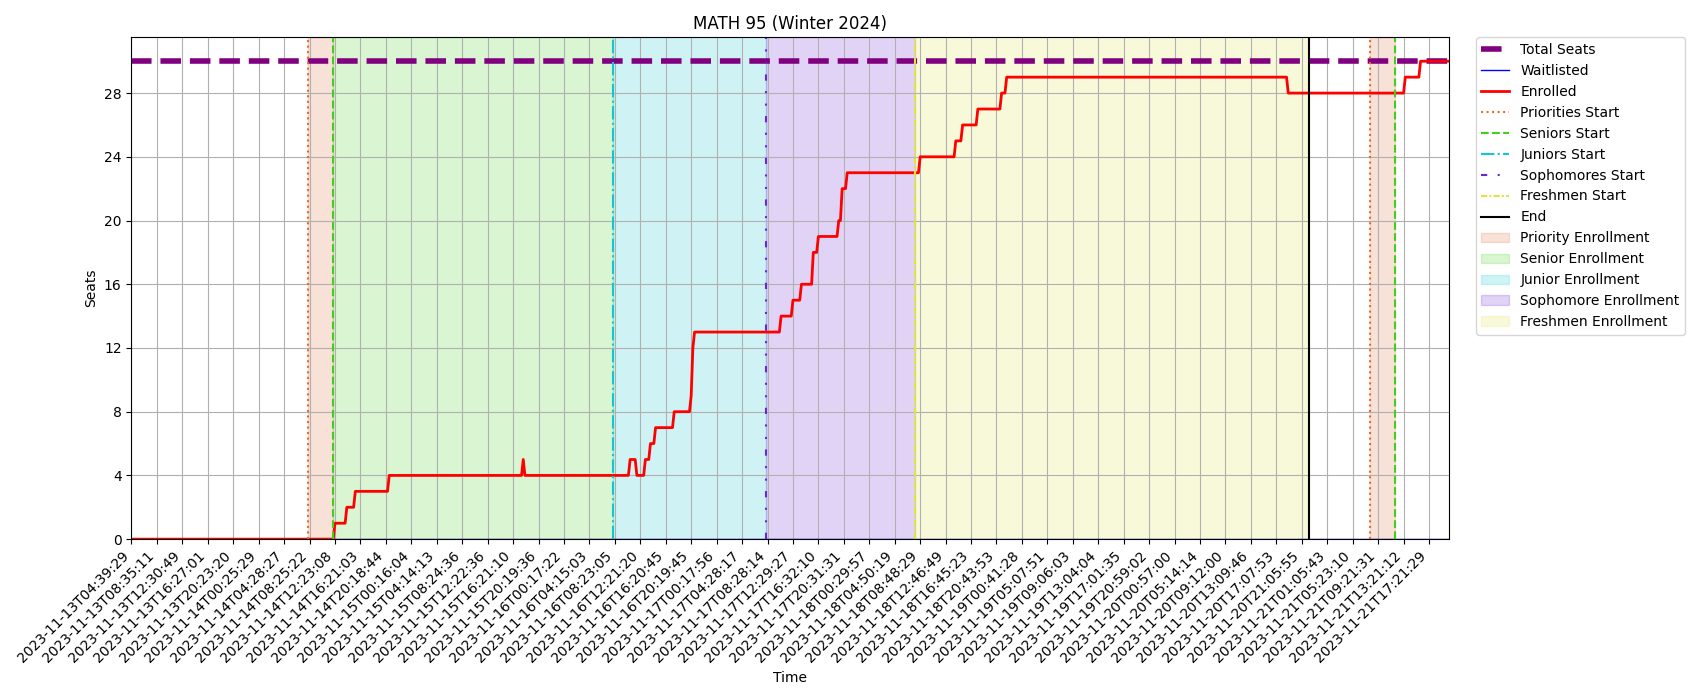 MATH 95 (Winter 2024)
Seats
28
24
20
16
12
8
4
0
2023-11-13T04:39:29
2023-11-13T08:35:11
2023-11-13T12:30:49
2023-11-13T16:27:01
2023-11-13T20:23:20
2023-11-14T00:25:29
2023-11-14T04:28:27
2023-11-14T08:25:22
2023-11-14T12:23:08
2023-11-14T16:21:03
2023-11-14T20:18:44
2023-11-15T00:16:04
2023-11-15T04:14:13
2023-11-15T08:24:36
2023-11-15T12:22:36
2023-11-15T16:21:10
2023-11-15T20:19:36
2023-11-16T00:17:22
2023-11-16T04:15:03
2023-11-16T08:23:05
2023-11-16T12:21:20
2023-11-16T16:20:45
2023-11-16T20:19:45
2023-11-17T00:17:56
2023-11-17T04:28:17
2023-11-17T08:28:14
2023-11-17T12:29:27
2023-11-17T16:32:10
2023-11-17T20:31:31
2023-11-18T00:29:57
2023-11-18T04:50:19
2023-11-18T08:48:29
2023-11-18T12:46:49
2023-11-18T16:45:23
2023-11-18T20:43:53
2023-11-19T00:41:28
2023-11-19T05:07:51
2023-11-19T09:06:03
2023-11-19T13:04:04
2023-11-19T17:01:35
2023-11-19T20:59:02
2023-11-20T00:57:00
2023-11-20T05:14:14
2023-11-20T09:12:00
2023-11-20T13:09:46
2023-11-20T17:07:53
2023-11-20T21:05:55
2023-11-21T01:05:43
2023-11-21T05:23:10
2023-11-21T09:21:31
2023-11-21T13:21:12
2023-11-21T17:21:29
Time
Total Seats
Waitlisted
Enrolled
Priorities Start
Seniors Start
Juniors Start
Sophomores Start
Freshmen Start
End
Priority Enrollment
Senior Enrollment
Junior Enrollment
Sophomore Enrollment
Freshmen Enrollment